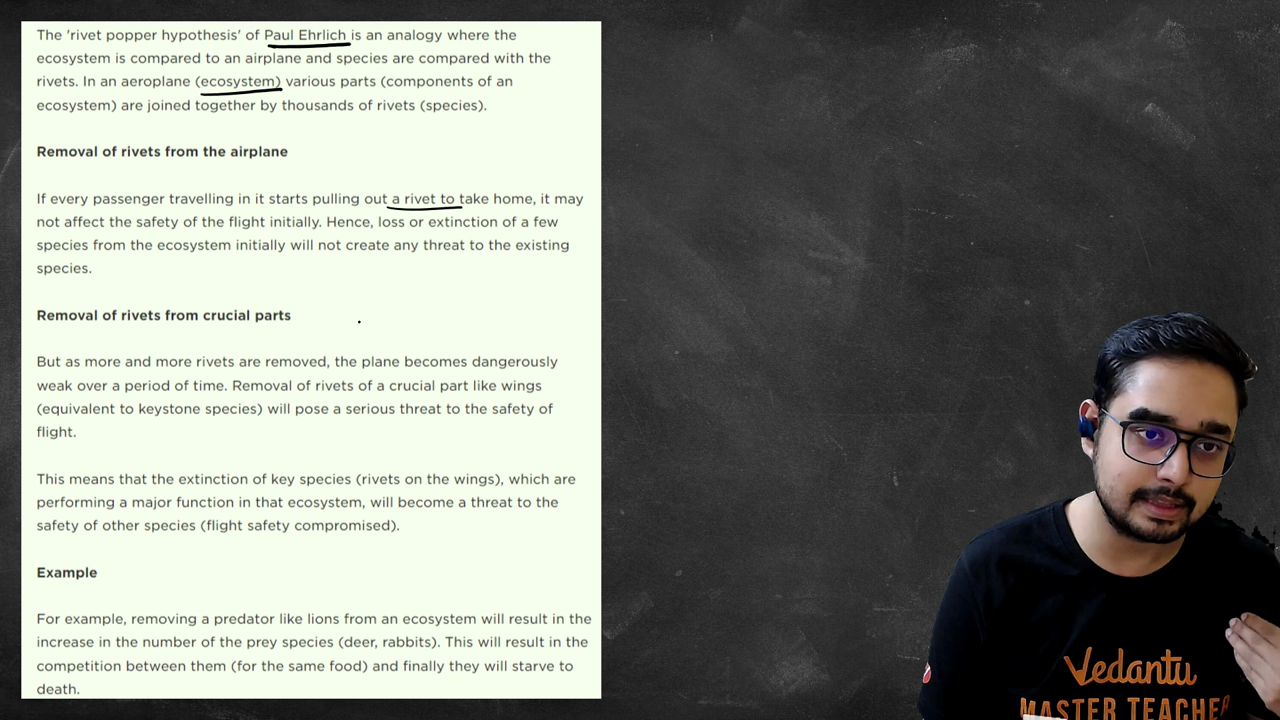 The 'rivet popper hypothesis' of Paul Ehrlich is an analogy where the
ecosystem is compared to an airplane and species are compared with the
rivets. In an aeroplane (ecosystem) various parts (components of an
ecosystem) are joined together by thousands of rivets (species).
Removal of rivets from the airplane
If every passenger travelling in it starts pulling out a rivet to take home, it may
not affect the safety of the flight initially. Hence, loss or extinction of a few
species from the ecosystem initially will not create any threat to the existing
species.
Removal of rivets from crucial parts
But as more and more rivets are removed, the plane becomes dangerously
weak over a period of time. Removal of rivets of a crucial part like wings
(equivalent to keystone species) will pose a serious threat to the safety of
flight.
This means that the extinction of key species (rivets on the wings), which are
performing a major function in that ecosystem, will become a threat to the
safety of other species (flight safety compromised).
Example
For example, removing a predator like lions from an ecosystem will result in the
increase in the number of the prey species (deer, rabbits). This will result in the
competition between them (for the same food) and finally they will starve to
death.
Vedantu
MASTER TEACHER